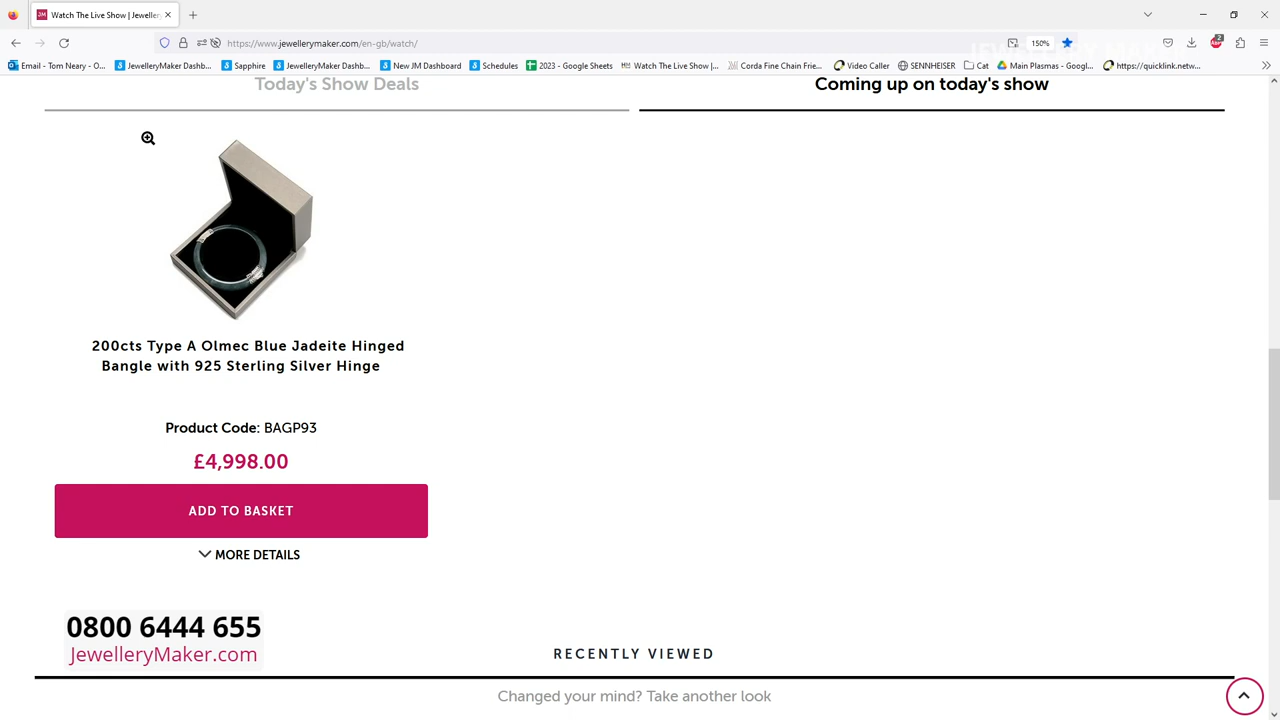 Watch The Live Show | Jeweller
https://www.jewellerymaker.com/en-gb/watch/
150%
2
Email - Tom Neary - O...
JewelleryMaker Dashb...
Sapphire
JewelleryMaker Dashb...
New JM Dashboard
Schedules
2023 - Google Sheets
Watch The Live Show |...
Corda Fine Chain Frie...
Video Caller
SENNHEISER
Cat
Main Plasmas - Googl...
https://quicklink.netw...
JEWELLERY MAKER
Today's Show Deals
Coming up on today's show
200cts Type A Olmec Blue Jadeite Hinged
Bangle with 925 Sterling Silver Hinge
Product Code: BAGP93
£4,998.00
ADD TO BASKET
MORE DETAILS
0800 6444 655
JewelleryMaker.com
RECENTLY VIEWED
Changed your mind? Take another look